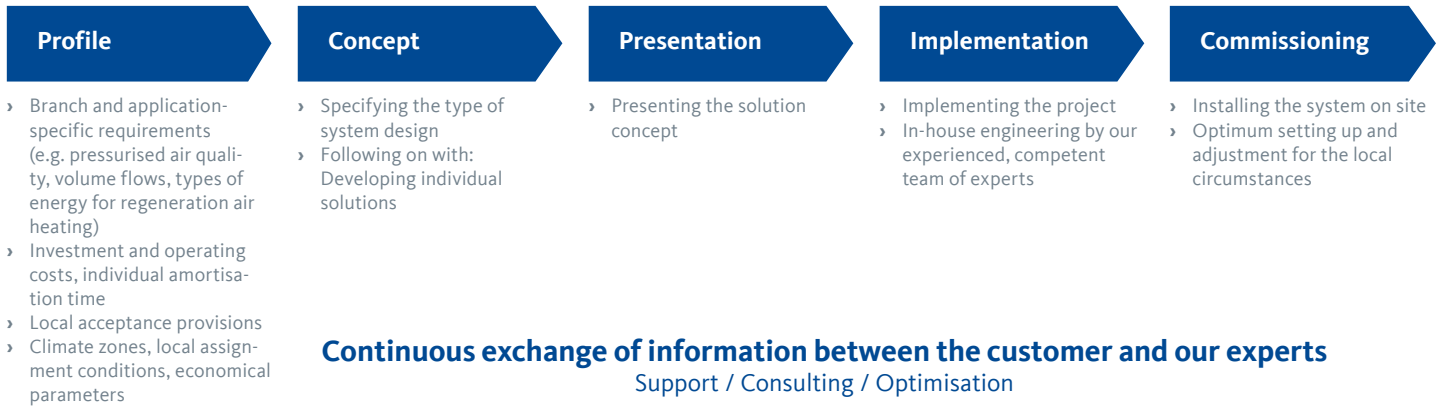 Profile
› Branch and application-
specific requirements
(e.g. pressurised air quali-
ty, volume flows, types of
energy for regeneration air
heating)
› Investment and operating
costs, individual amortisa-
tion time
› Local acceptance provisions
› Climate zones, local assign-
ment conditions, economical
parameters
Concept
› Specifying the type of
system design
› Following on with:
Developing individual
solutions
Presentation
› Presenting the solution
concept
Implementation
› Implementing the project
› In-house engineering by our
experienced, competent
team of experts
Commissioning
› Installing the system on site
› Optimum setting up and
adjustment for the local
circumstances
Continuous exchange of information between the customer and our experts
Support / Consulting / Optimisation